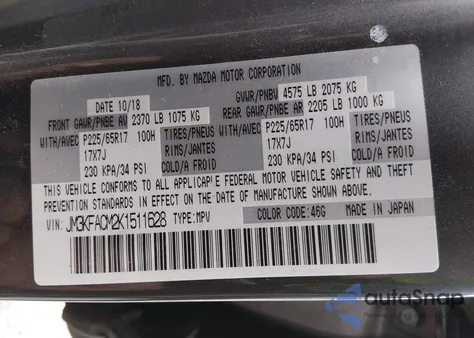 MFD. BY MAZDA MOTOR CORPORATION
DATE 10/18 GVWR/PNBV 4575 LB 2075 KG
FRONT GAWR/PNBE AV 2370 LB 1075 KG REAR GAWR/PNBE AR 2205 LB 1000 KG
WITH/AVEC P225/65R17 100H TIRES/PNEUS WITH/AVEC P225/65R17 100H TIRES/PNEUS
17X7J RIMS/JANTES 17X7J RIMS/JANTES
230 KPA/34 PSI COLD/A FROID 230 KPA/34 PSI COLD/A FROID
THIS VEHICLE CONFORMS TO ALL APPLICABLE FEDERAL MOTOR VEHICLE SAFETY AND THEFT
PREVENTION STANDARDS IN EFFECT ON THE DATE OF MANUFACTURE SHOWN ABOVE.
VIN: JM3KFACM2K1511628 TYPE: MPV COLOR CODE: 46G MADE IN JAPAN
autoSnap